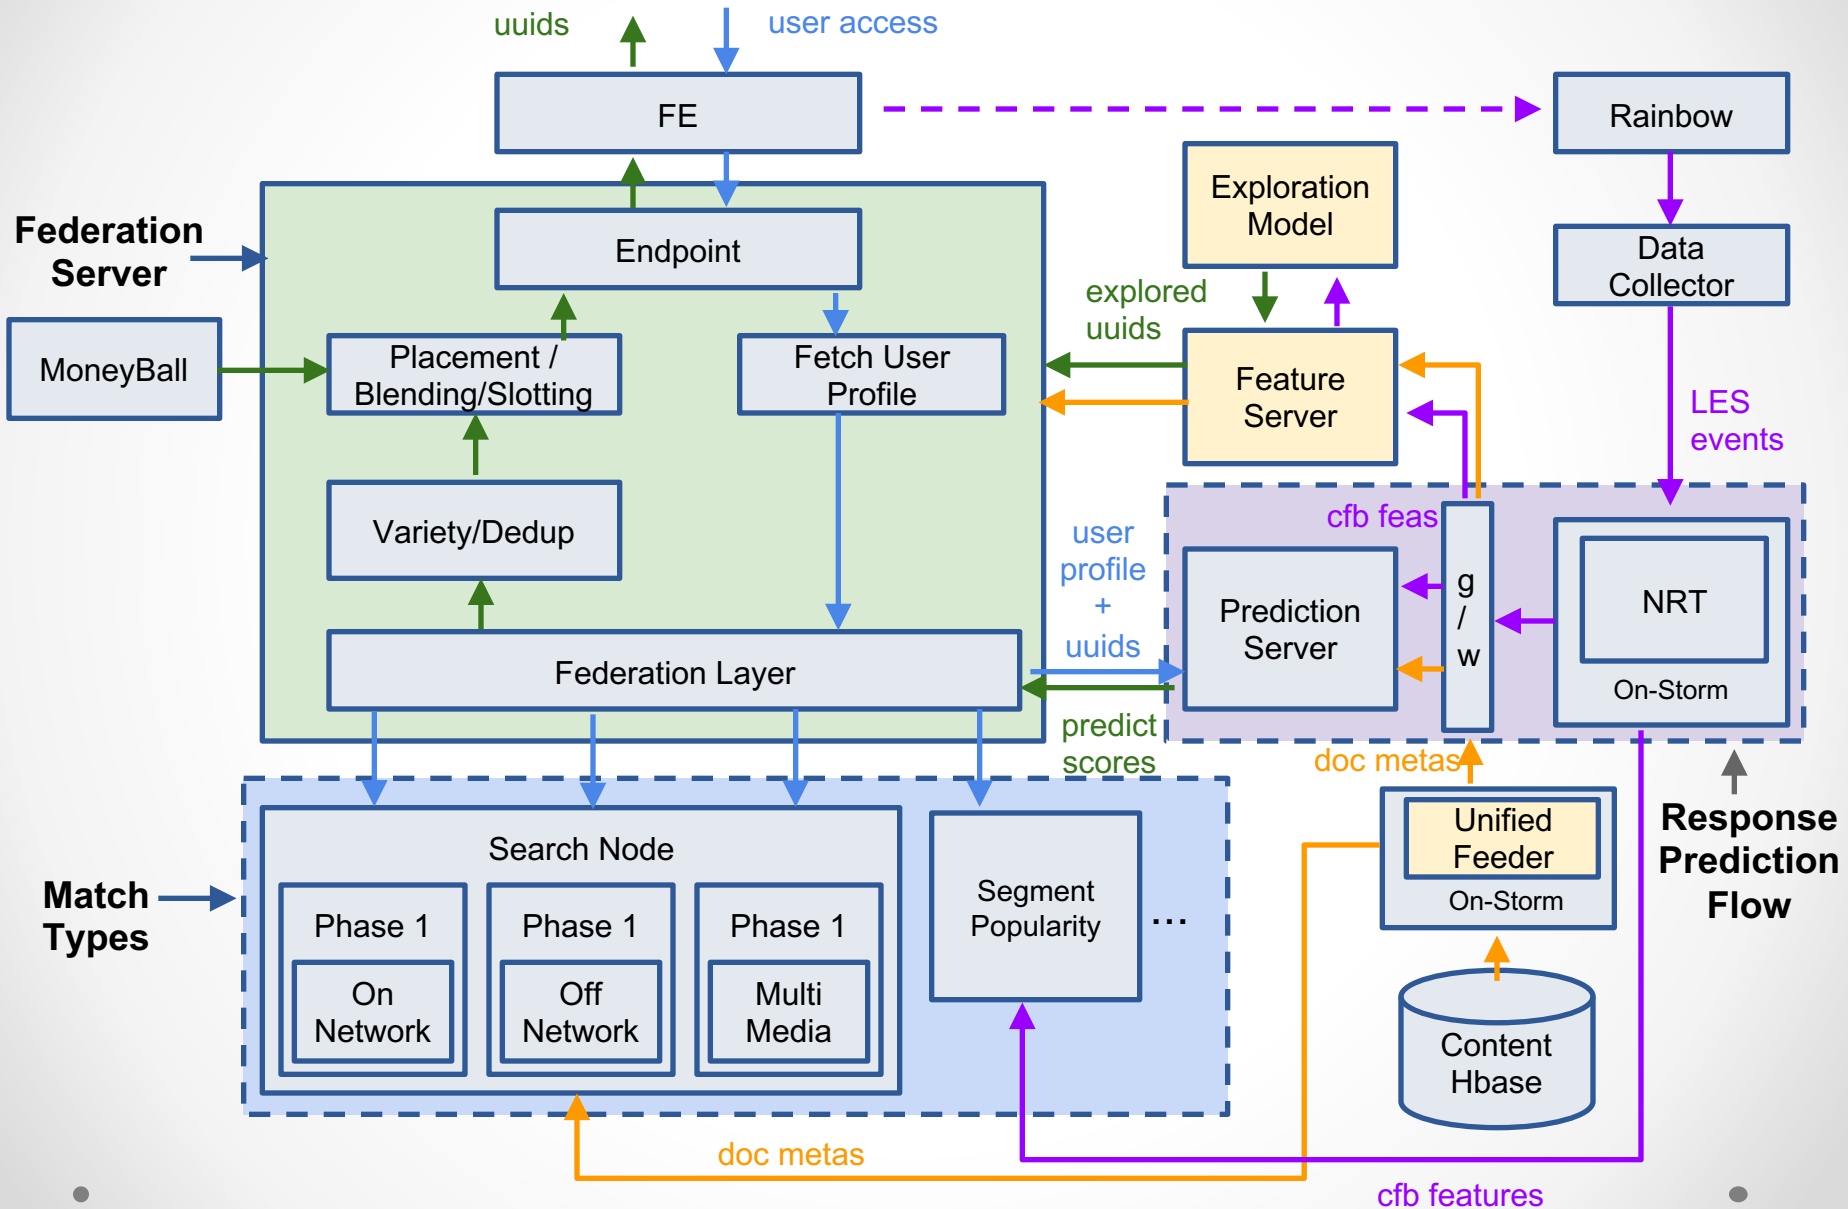 uuids
user access
FE
Rainbow
Exploration
Model
Federation
Server
Endpoint
Data
Collector
explored
uuids
MoneyBall
Placement /
Blending/Slotting
Fetch User
Profile
Feature
Server
LES
events
Variety/Dedup
cfb feas
user
profile
+
uuids
g
/
w
NRT
On-Storm
Prediction
Server
Federation Layer
predict
scores
doc metas
Unified
Feeder
On-Storm
Response
Prediction
Flow
Match
Types
Search Node
Phase 1
On
Network
Phase 1
Off
Network
Phase 1
Multi
Media
Segment
Popularity
...
Content
Hbase
doc metas
cfb features